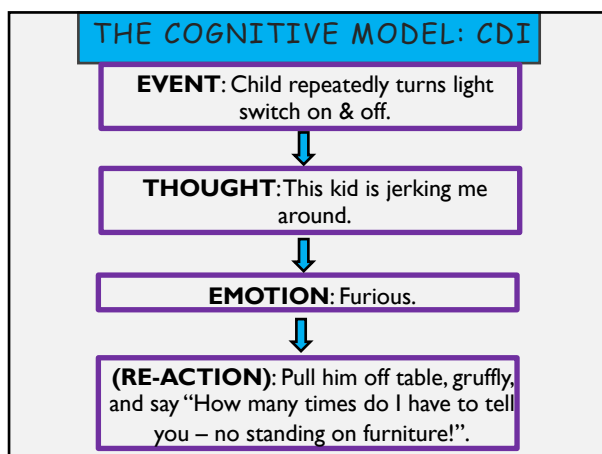 THE COGNITIVE MODEL: CDI
EVENT: Child repeatedly turns light
switch on & off.
THOUGHT: This kid is jerking me
around.
EMOTION: Furious.
(RE-ACTION): Pull him off table, gruffly,
and say “How many times do I have to tell
you – no standing on furniture!”.